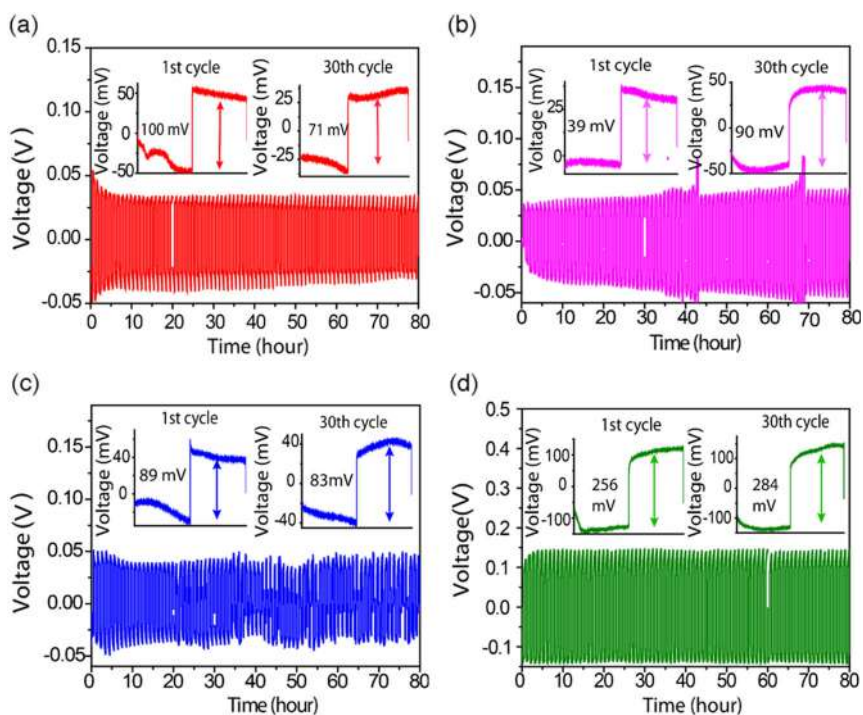 (a)
0.15
0.10
0.05
0.00
-0.05
Voltage (V)
0 10 20 30 40 50 60 70 80
Time (hour)
1st cycle
Voltage (mV)
50
0
-50
100 mV
30th cycle
Voltage (mV)
25
0
-25
71 mV
(b)
0.15
0.10
0.05
0.00
-0.05
Voltage (V)
0 10 20 30 40 50 60 70 80
Time (hour)
1st cycle
Voltage (mV)
25
0
39 mV
30th cycle
Voltage (mV)
50
0
-50
90 mV
(c)
0.15
0.10
0.05
0.00
-0.05
Voltage(V)
0 10 20 30 40 50 60 70 80
Time (hour)
1st cycle
Voltage (mV)
40
0
89 mV
30th cycle
Voltage (mV)
40
0
-40
83mV
(d)
0.5
0.4
0.3
0.2
0.1
0.0
-0.1
Voltage(V)
0 10 20 30 40 50 60 70 80
Time (hour)
1st cycle
Voltage (mV)
100
0
-100
256
mV
30th cycle
Voltage (mV)
100
0
-100
284
mV